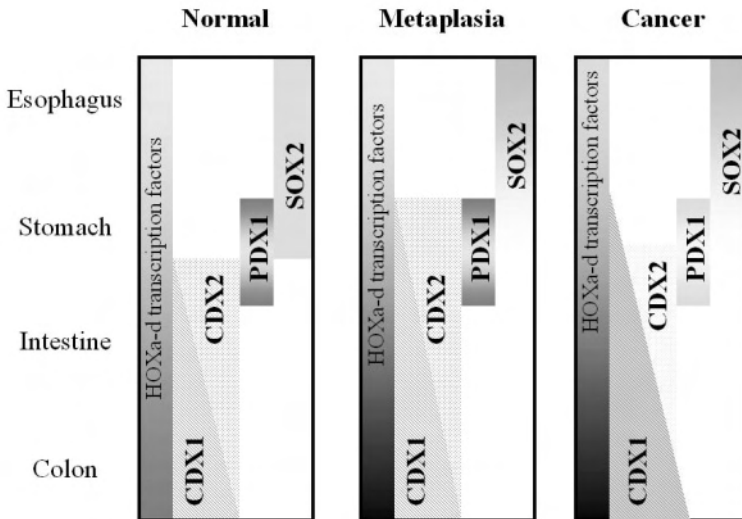 Normal
Metaplasia
Cancer
Esophagus
Stomach
Intestine
Colon
HOXa-d transcription factors
CDX1
CDX2
PDX1
SOX2
HOXa-d transcription factors
CDX1
CDX2
PDX1
SOX2
HOXa-d transcription factors
CDX1
CDX2
PDX1
SOX2